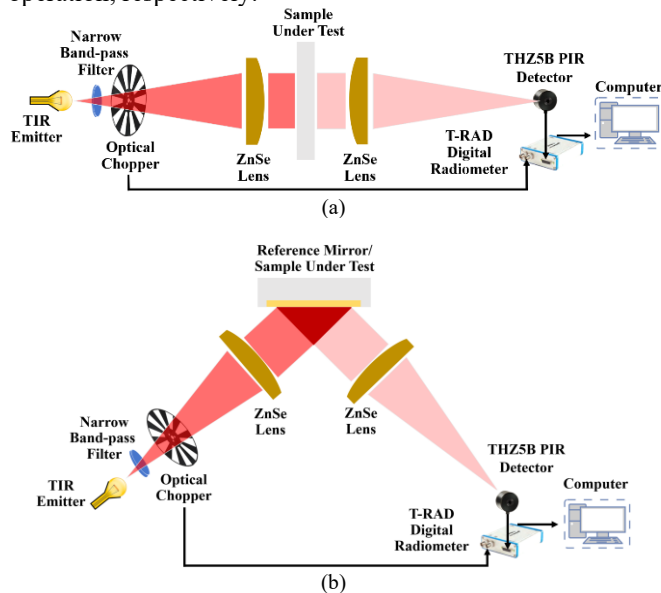 operation, respectively.
Sample
Under Test
Narrow
Band-pass
Filter
THZ5B PIR
Detector
Computer
TIR
Emitter
T-RAD
Digital
Radiometer
Optical
Chopper
ZnSe
Lens
ZnSe
Lens
(a)
Reference Mirror/
Sample Under Test
ZnSe
Lens
ZnSe
Lens
Narrow
Band-pass
Filter
THZ5B PIR
Detector
TIR
Emitter
Optical
Chopper
Computer
T-RAD
Digital
Radiometer
(b)